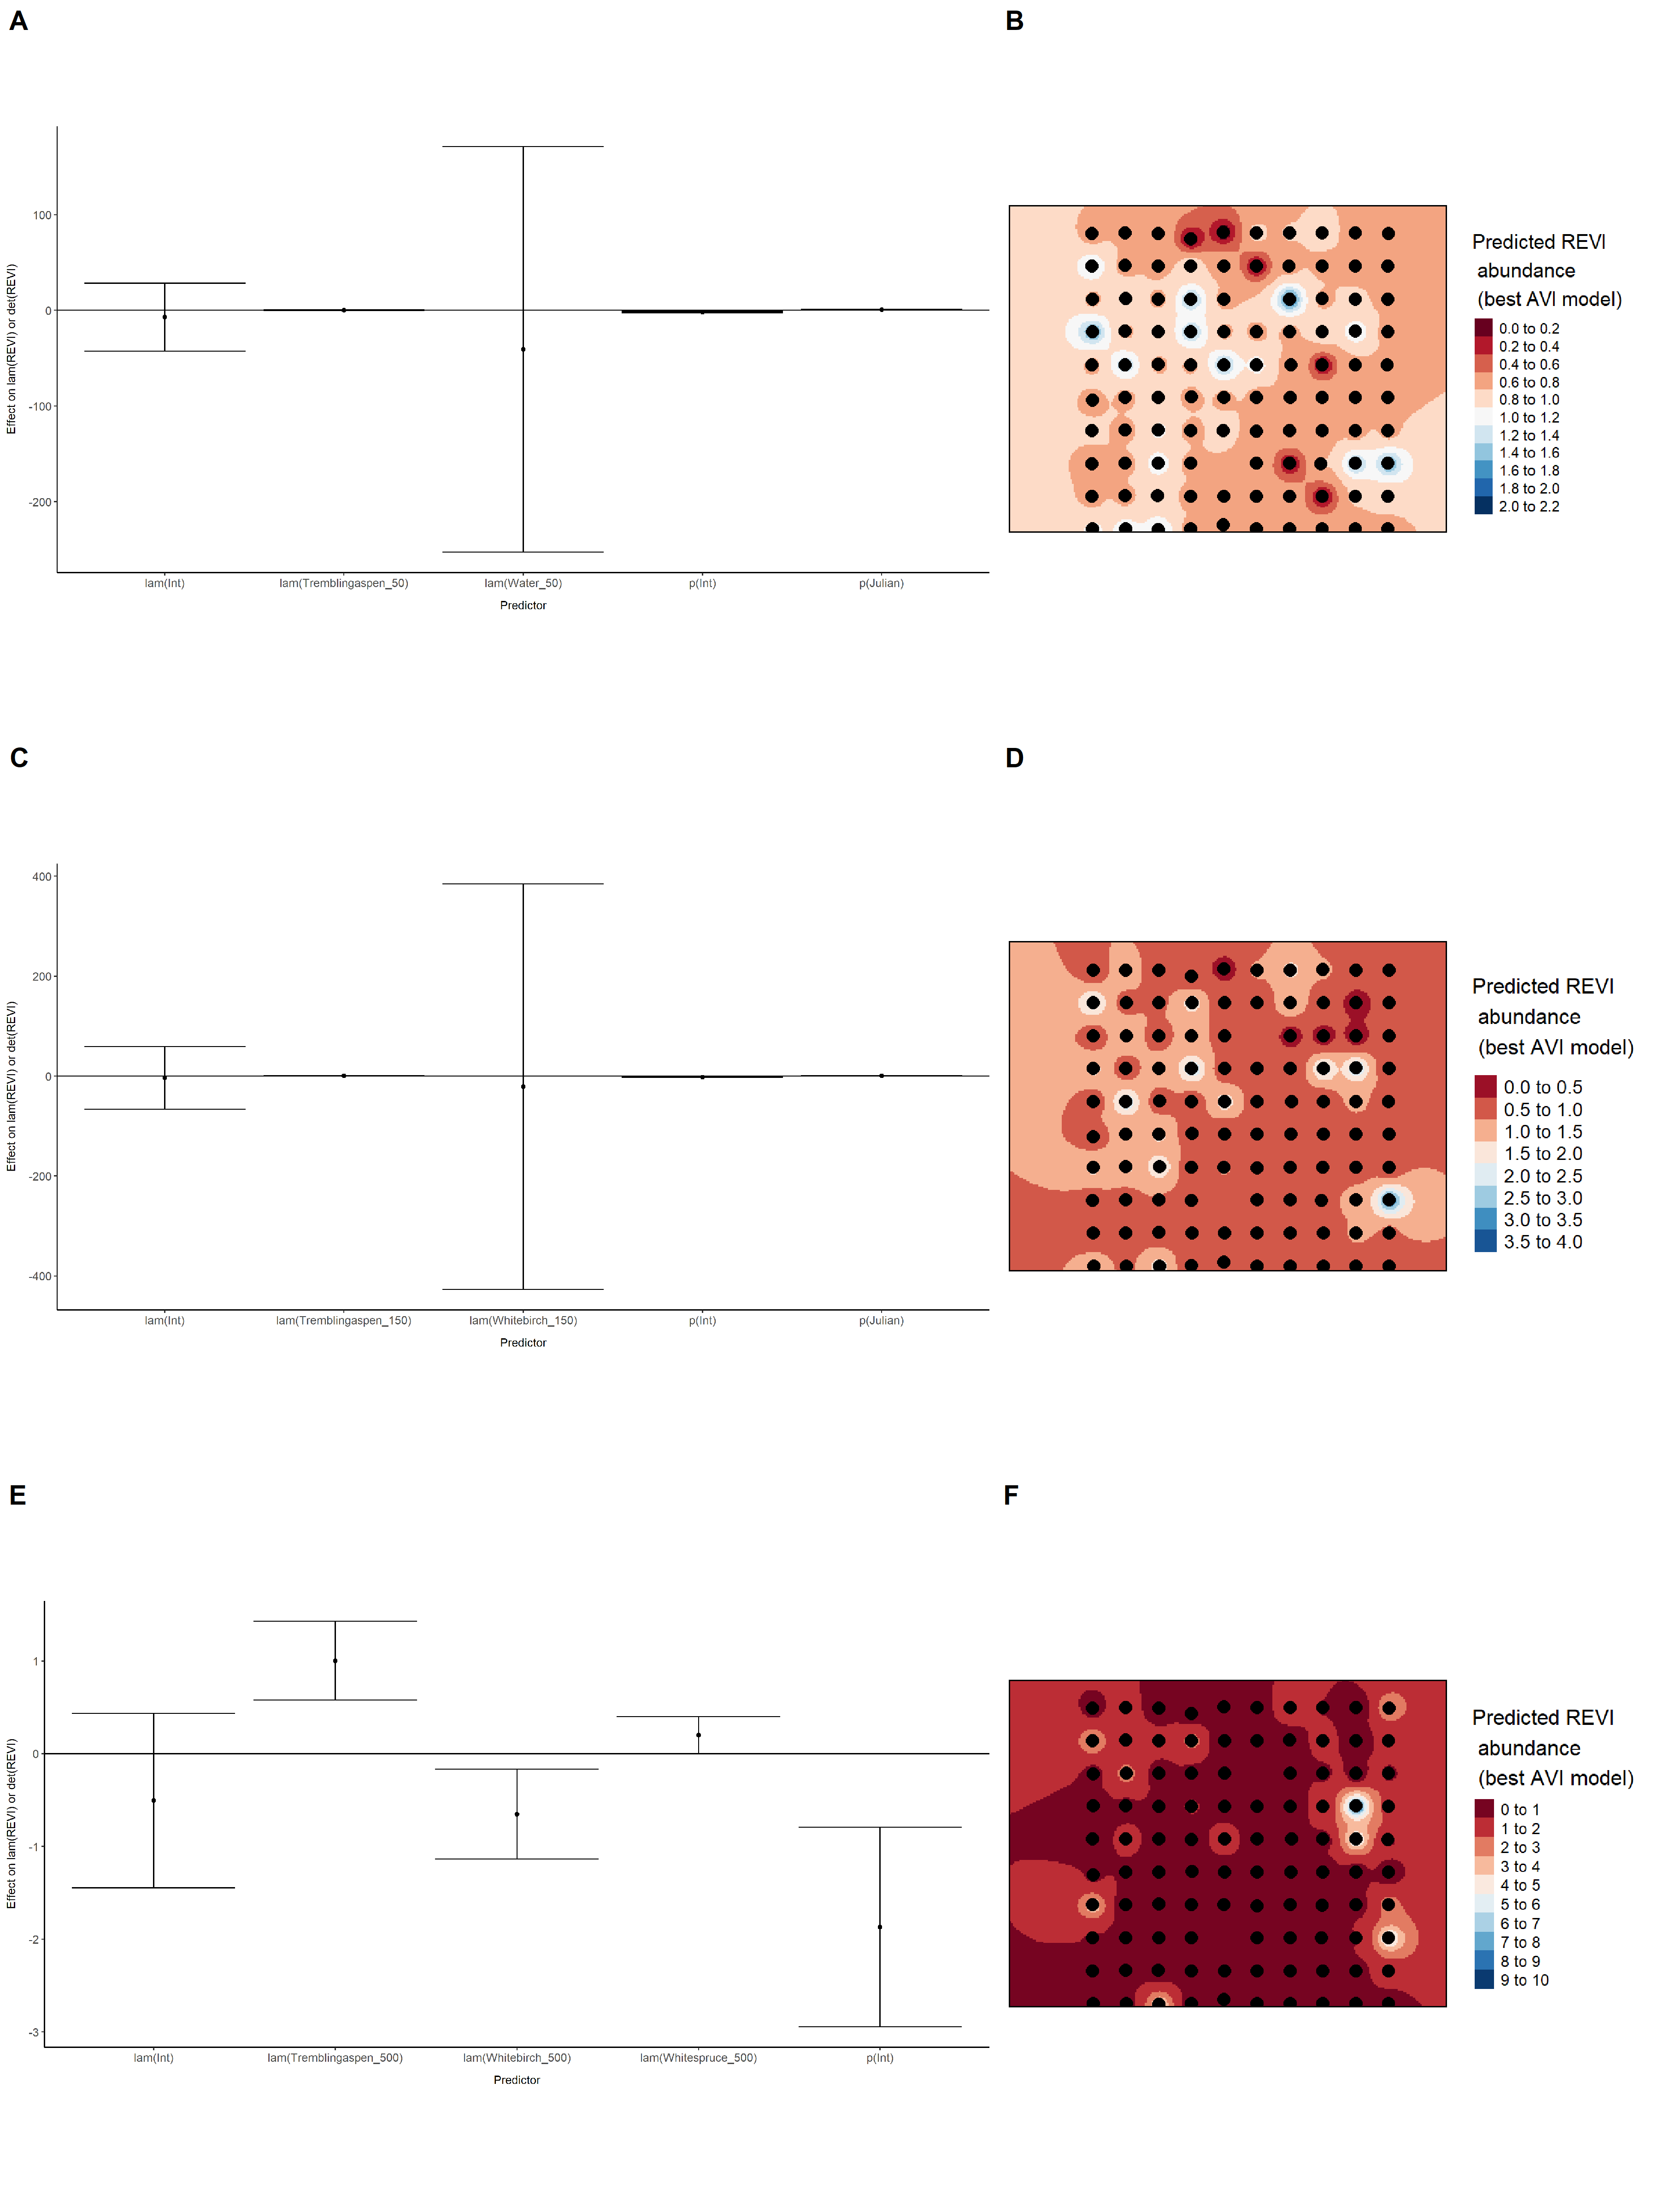 A
B
Effect on lam(REVI) or det(REVI)
100
0
-100
-200
lam(Int)
lam(Tremblingaspen_50)
lam(Water_50)
p(Int)
p(Julian)
Predictor
Predicted REVI
abundance
(best AVI model)
0.0 to 0.2
0.2 to 0.4
0.4 to 0.6
0.6 to 0.8
0.8 to 1.0
1.0 to 1.2
1.2 to 1.4
1.4 to 1.6
1.6 to 1.8
1.8 to 2.0
2.0 to 2.2
C
D
Effect on lam(REVI) or det(REVI)
400
200
0
-200
-400
lam(Int)
lam(Tremblingaspen_150)
lam(Whitebirch_150)
p(Int)
p(Julian)
Predictor
Predicted REVI
abundance
(best AVI model)
0.0 to 0.5
0.5 to 1.0
1.0 to 1.5
1.5 to 2.0
2.0 to 2.5
2.5 to 3.0
3.0 to 3.5
3.5 to 4.0
E
F
Effect on lam(REVI) or det(REVI)
1
0
-1
-2
-3
lam(Int)
lam(Tremblingaspen_500)
lam(Whitebirch_500)
lam(Whitespruce_500)
p(Int)
Predictor
Predicted REVI
abundance
(best AVI model)
0 to 1
1 to 2
2 to 3
3 to 4
4 to 5
5 to 6
6 to 7
7 to 8
8 to 9
9 to 10